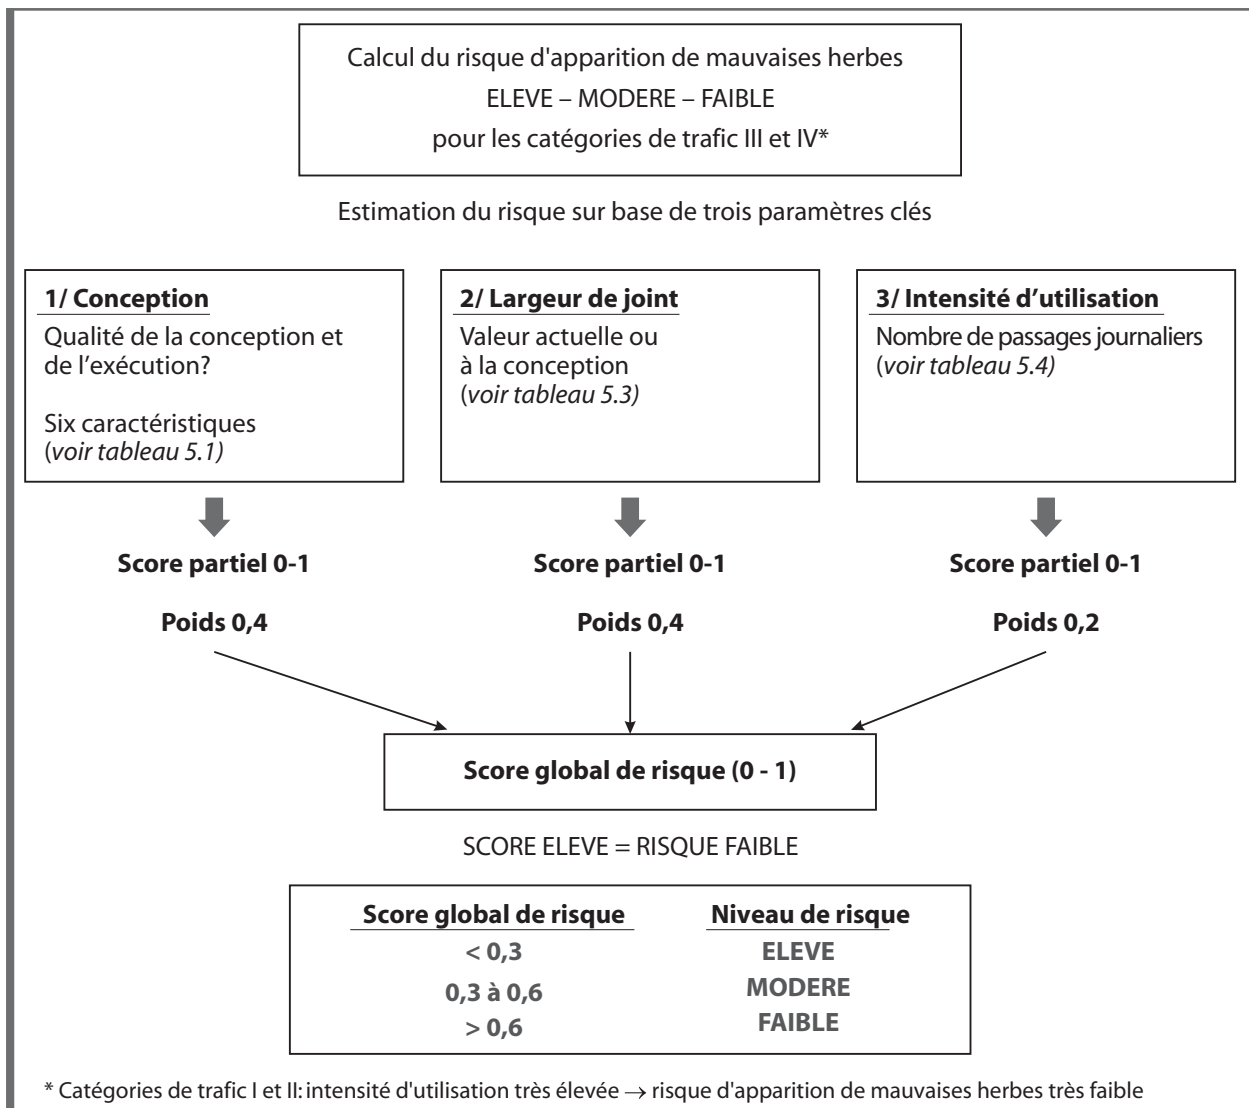 Calcul du risque d'apparition de mauvaises herbes
ELEVE – MODERE – FAIBLE
pour les catégories de trafic III et IV*
Estimation du risque sur base de trois paramètres clés
1/ Conception
Qualité de la conception et
de l'exécution?
Six caractéristiques
(voir tableau 5.1)
2/ Largeur de joint
Valeur actuelle ou
à la conception
(voir tableau 5.3)
3/ Intensité d’utilisation
Nombre de passages journaliers
(voir tableau 5.4)
Score partiel 0-1
Score partiel 0-1
Score partiel 0-1
Poids 0,4
Poids 0,4
Poids 0,2
Score global de risque (0 - 1)
SCORE ELEVE = RISQUE FAIBLE
Score global de risque Niveau de risque
< 0,3 ELEVE
0,3 à 0,6 MODERE
> 0,6 FAIBLE
* Catégories de trafic I et II: intensité d'utilisation très élevée → risque d'apparition de mauvaises herbes très faible